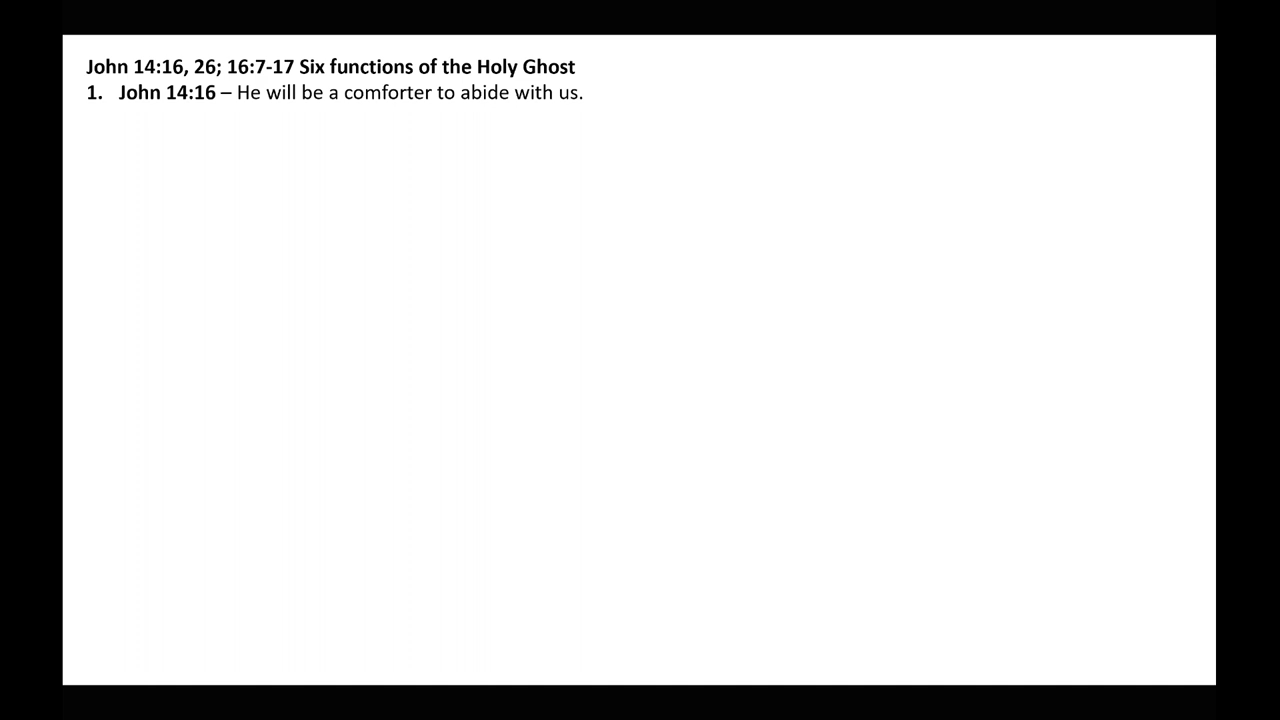 John 14:16, 26; 16:7-17 Six functions of the Holy Ghost
1. John 14:16 – He will be a comforter to abide with us.